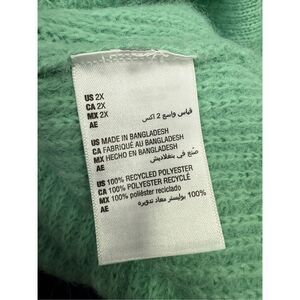 US 2X
CA 2X
MX 2X
AE قياس واسع 2 اكس
US MADE IN BANGLADESH
CA FABRIQUÉ AU BANGLADESH
MX HECHO EN BANGLADESH
AE صنع في بنغلاديش
US 100% RECYCLED POLYESTER
CA 100% POLYESTER RECYCLÉ
MX 100% poliéster reciclado
AE 100% بوليستر معاد تدويره